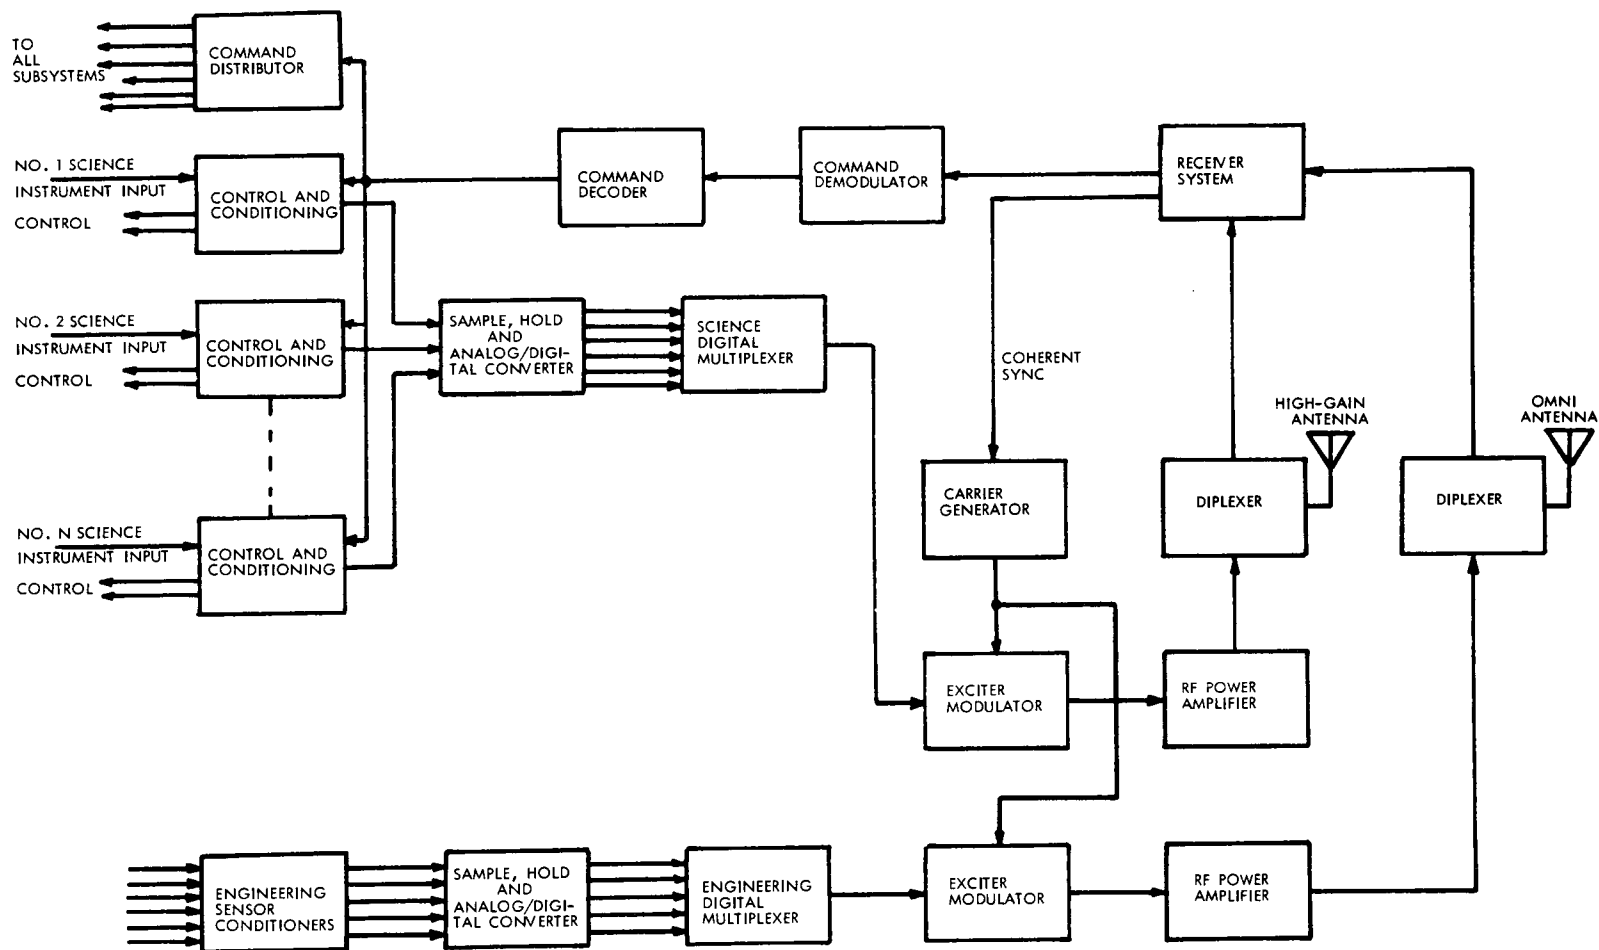 TO
ALL
SUBSYSTEMS
COMMAND
DISTRIBUTOR
NO. 1 SCIENCE
INSTRUMENT INPUT
CONTROL
CONTROL AND
CONDITIONING
COMMAND
DECODER
COMMAND
DEMODULATOR
RECEIVER
SYSTEM
NO. 2 SCIENCE
INSTRUMENT INPUT
CONTROL
CONTROL AND
CONDITIONING
SAMPLE, HOLD
AND
ANALOG/DIGI-
TAL CONVERTER
SCIENCE
DIGITAL
MULTIPLEXER
COHERENT
SYNC
HIGH-GAIN
ANTENNA
OMNI
ANTENNA
NO. N SCIENCE
INSTRUMENT INPUT
CONTROL
CONTROL AND
CONDITIONING
CARRIER
GENERATOR
DIPLEXER
DIPLEXER
EXCITER
MODULATOR
RF POWER
AMPLIFIER
ENGINEERING
SENSOR
CONDITIONERS
SAMPLE, HOLD
AND
ANALOG/DIGI-
TAL CONVERTER
ENGINEERING
DIGITAL
MULTIPLEXER
EXCITER
MODULATOR
RF POWER
AMPLIFIER